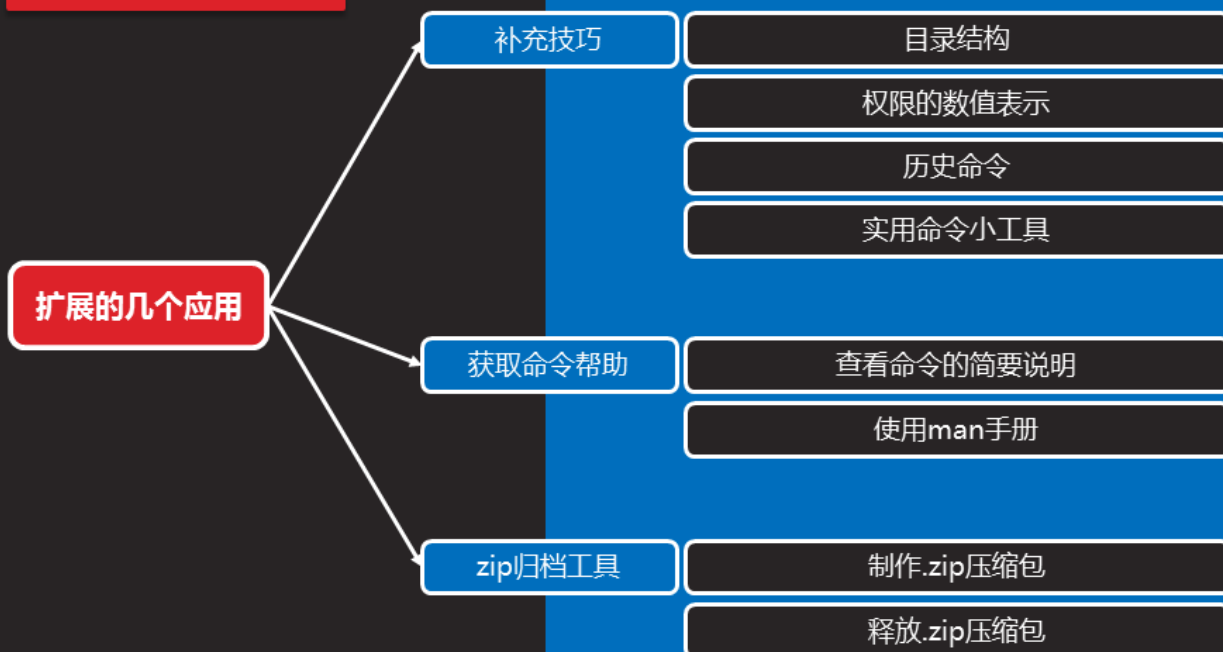 补充技巧
目录结构
权限的数值表示
历史命令
实用命令小工具
扩展的几个应用
获取命令帮助
查看命令的简要说明
使用man手册
zip归档工具
制作.zip压缩包
释放.zip压缩包